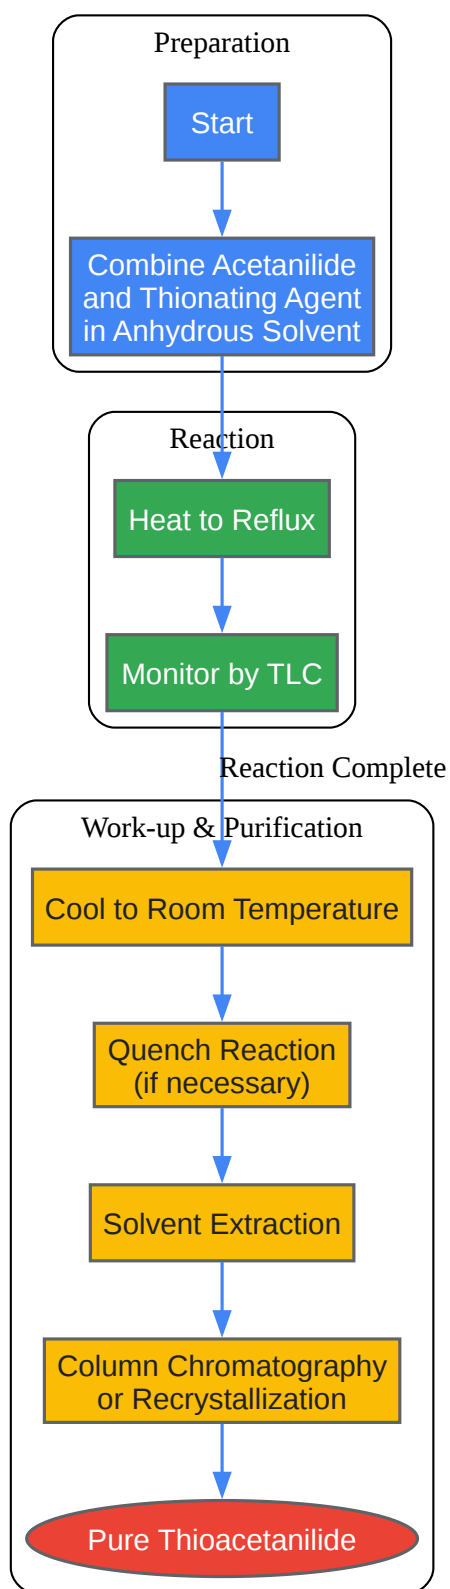 Preparation
Start
Combine Acetanilide
and Thionating Agent
in Anhydrous Solvent
Reaction
Heat to Reflux
Monitor by TLC
Reaction Complete
Work-up & Purification
Cool to Room Temperature
Quench Reaction
(if necessary)
Solvent Extraction
Column Chromatography
or Recrystallization
Pure Thioacetanilide